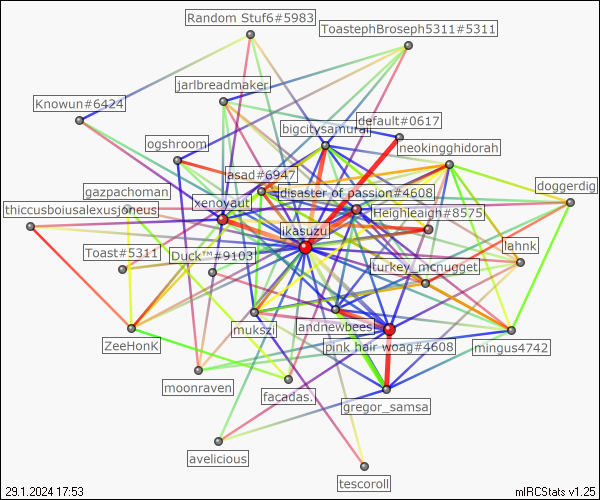 Random Stuf6#5983
ToastephBroseph5311#5311
jarlbreadmaker
Knowun#6424
default#0617
bigcitysamuraii
ogshroom
neokingghidorah
asad#6947
gazpachoman
disaster of passion#4608
doggerdig
xenoyaut
thiccusboiusalexusjoneus
Heighleaigh#8575
ikasuzu
lahnk
Toast#5311
Duck™#9103
turkey_mcnugget
mukszi
andnewbees
ZeeHonk
pink hair woag#4608
mingus4742
moonraven
facadas.
gregor_samsa
avelicious
tescoroll
29.1.2024 17:53
mIRCStats v1.25